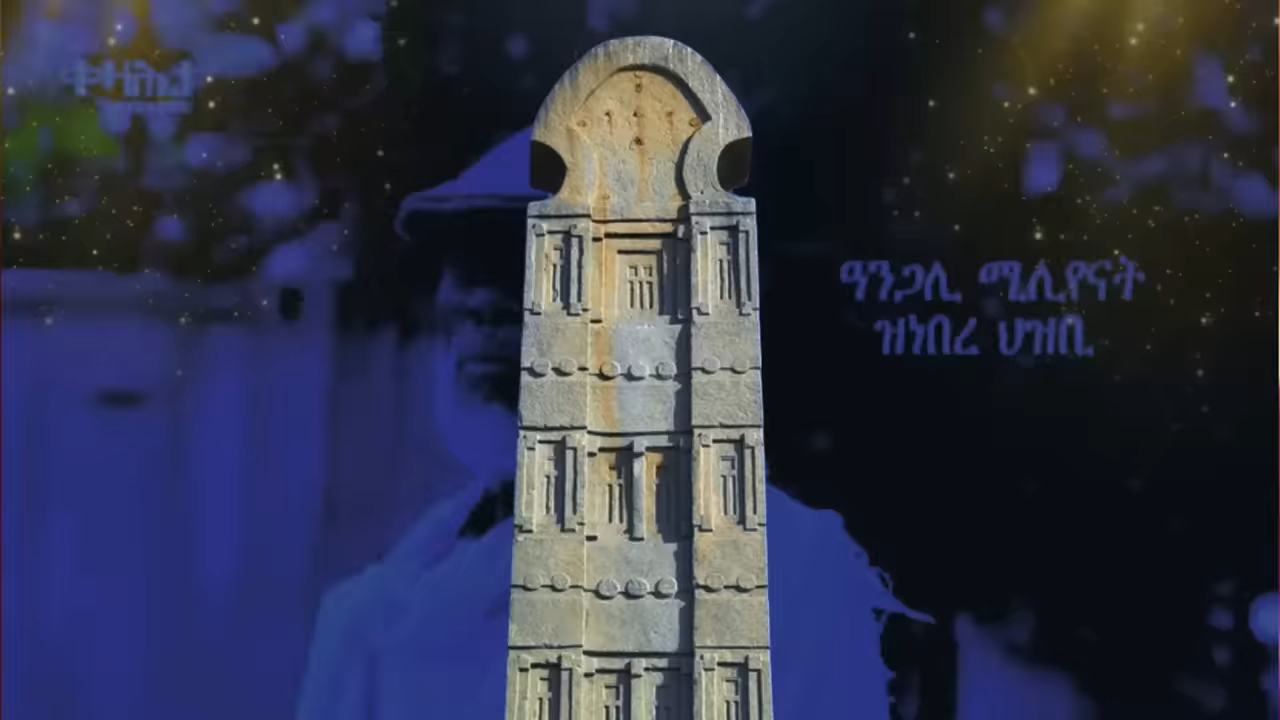 ዓንጋሊ ሚሊየናት
ዝነበረ ህዝቢ